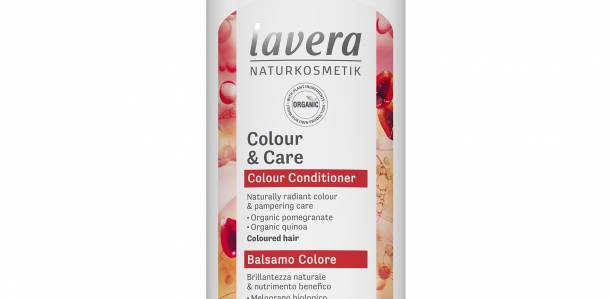 lavera
NATURKOSMETIK
ORGANIC
Colour
& Care
Colour Conditioner
Naturally radiant colour
& pampering care
• Organic pomegranate
• Organic quinoa
Coloured hair
Balsamo Colore
Brillantezza naturale
& nutrimento benefico
• Melograno biologico